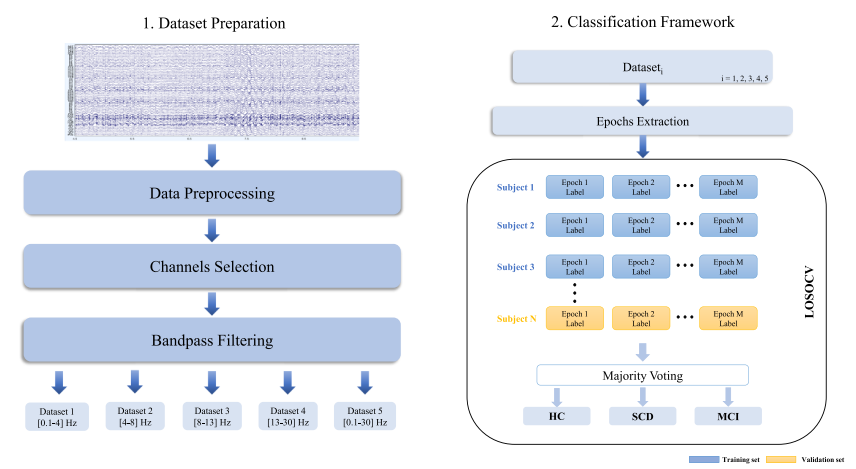 1. Dataset Preparation
Data Preprocessing
Channels Selection
Bandpass Filtering
Dataset 1
[0.1-4] Hz
Dataset 2
[4-8] Hz
Dataset 3
[8-13] Hz
Dataset 4
[13-30] Hz
Dataset 5
[0.1-30] Hz
2. Classification Framework
Dataset i
i = 1, 2, 3, 4, 5
Epochs Extraction
Subject 1
Epoch 1
Label
Epoch 2
Label
•••
Epoch M
Label
Subject 2
Epoch 1
Label
Epoch 2
Label
•••
Epoch M
Label
Subject 3
Epoch 1
Label
Epoch 2
Label
•••
Epoch M
Label
Subject N
Epoch 1
Label
Epoch 2
Label
•••
Epoch M
Label
LOSOCV
Majority Voting
HC
SCD
MCI
Training set
Validation set